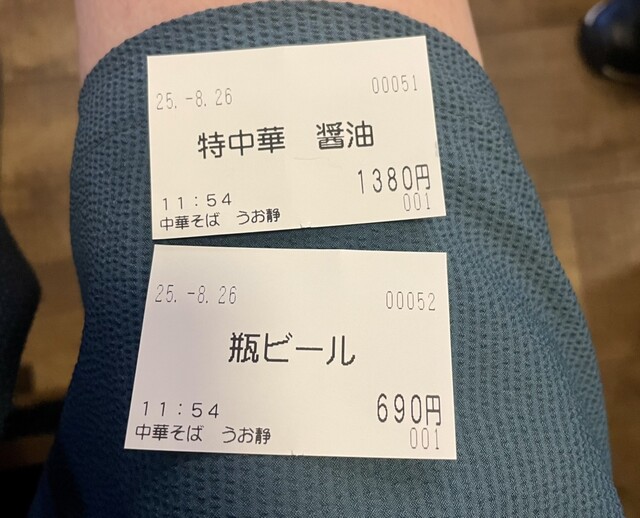 25.-8.26 00051
特中華 醤油
1380円
11:54 001
中華そば うお静
25.-8.26 00052
瓶ビール
690円
11:54 001
中華そば うお静